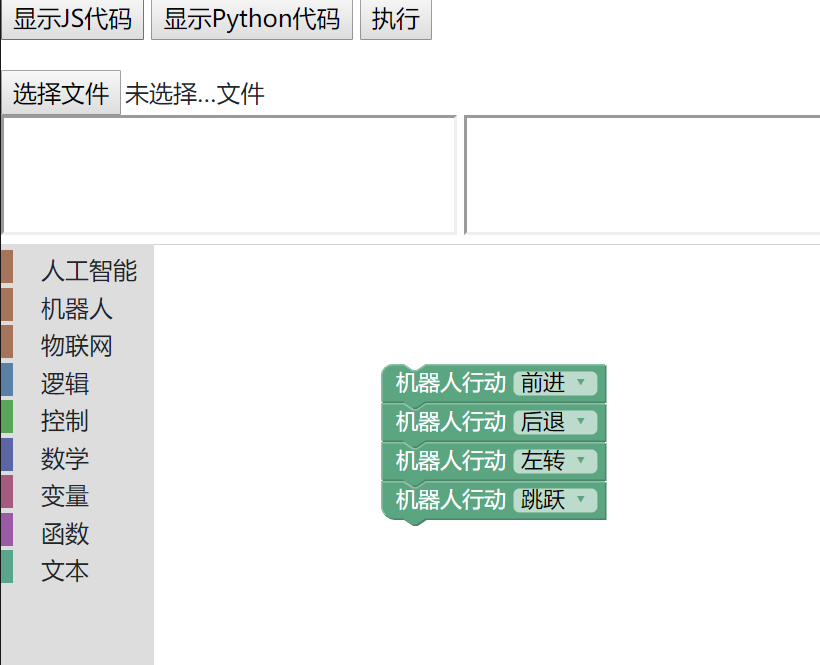 显示JS代码 显示Python代码 执行
选择文件 未选择...文件
人工智能
机器人
物联网
逻辑
控制
数学
变量
函数
文本
机器人行动 前进
机器人行动 后退
机器人行动 左转
机器人行动 跳跃